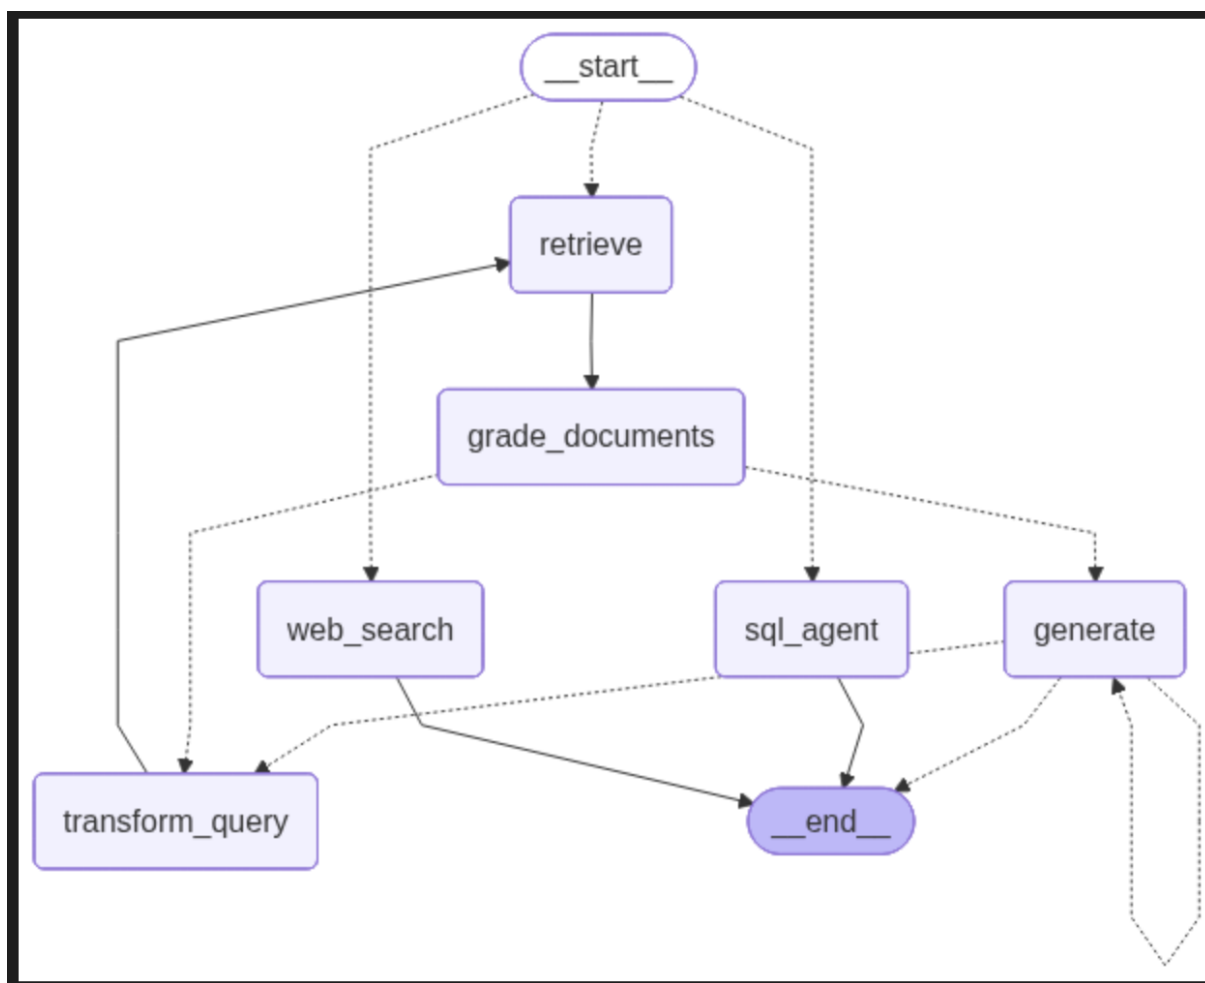 __start__
retrieve
grade_documents
web_search
sql_agent
generate
transform_query
__end__